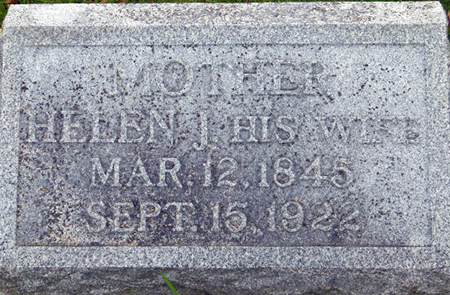 MOTHER
HELEN J. HIS WIFE
MAR. 12, 1845
SEPT. 15, 1922